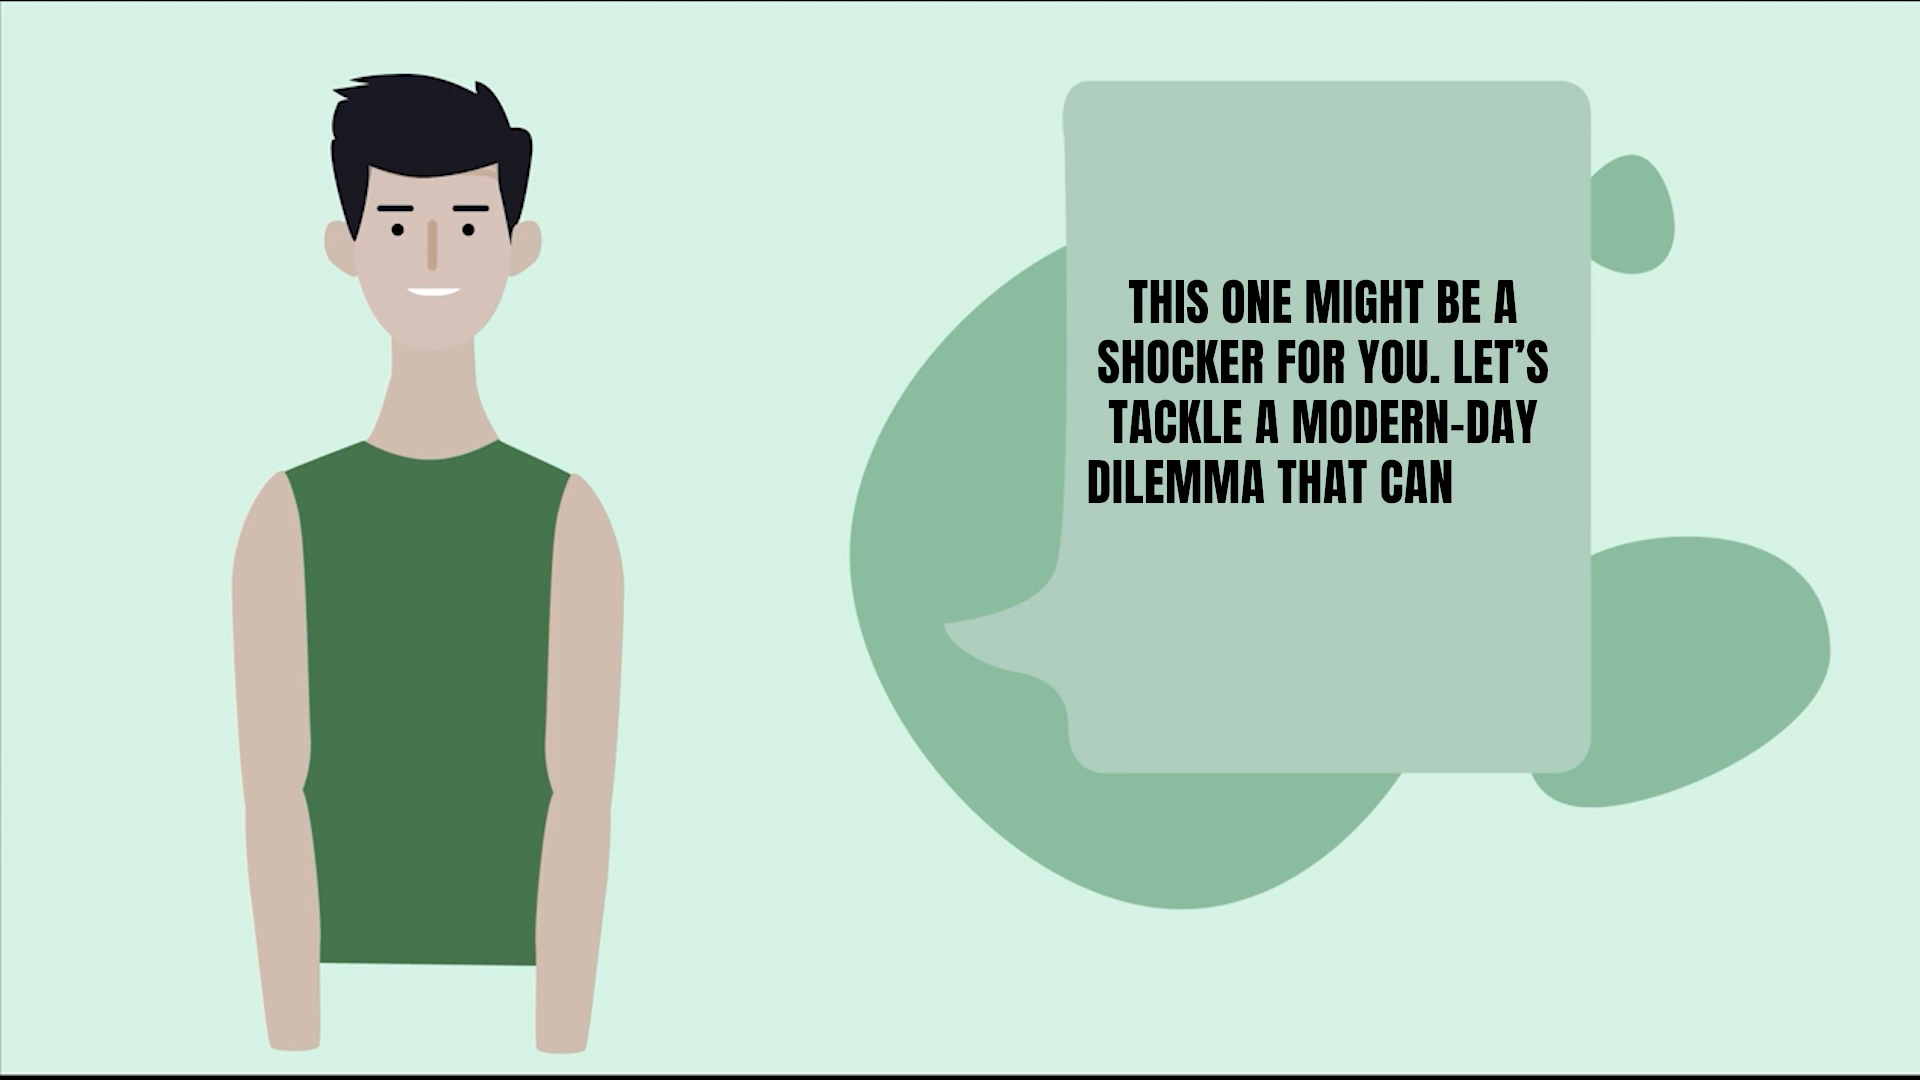 THIS ONE MIGHT BE A
SHOCKER FOR YOU. LET’S
TACKLE A MODERN-DAY
DILEMMA THAT CAN